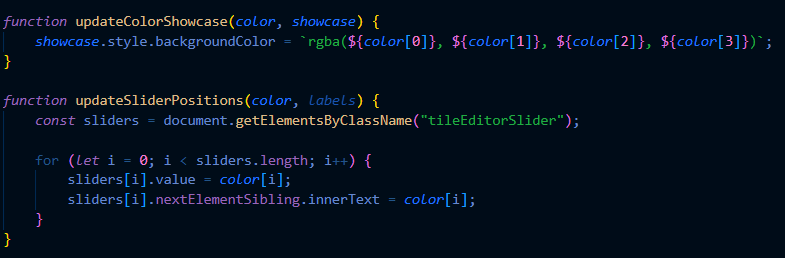 function updateColorShowcase(color, showcase) {
    showcase.style.backgroundColor = `rgba(${color[0]}, ${color[1]}, ${color[2]}, ${color[3]})`;
}

function updateSliderPositions(color, labels) {
    const sliders = document.getElementsByClassName("tileEditorSlider");

    for (let i = 0; i < sliders.length; i++) {
        sliders[i].value = color[i];
        sliders[i].nextElementSibling.innerText = color[i];
    }
}